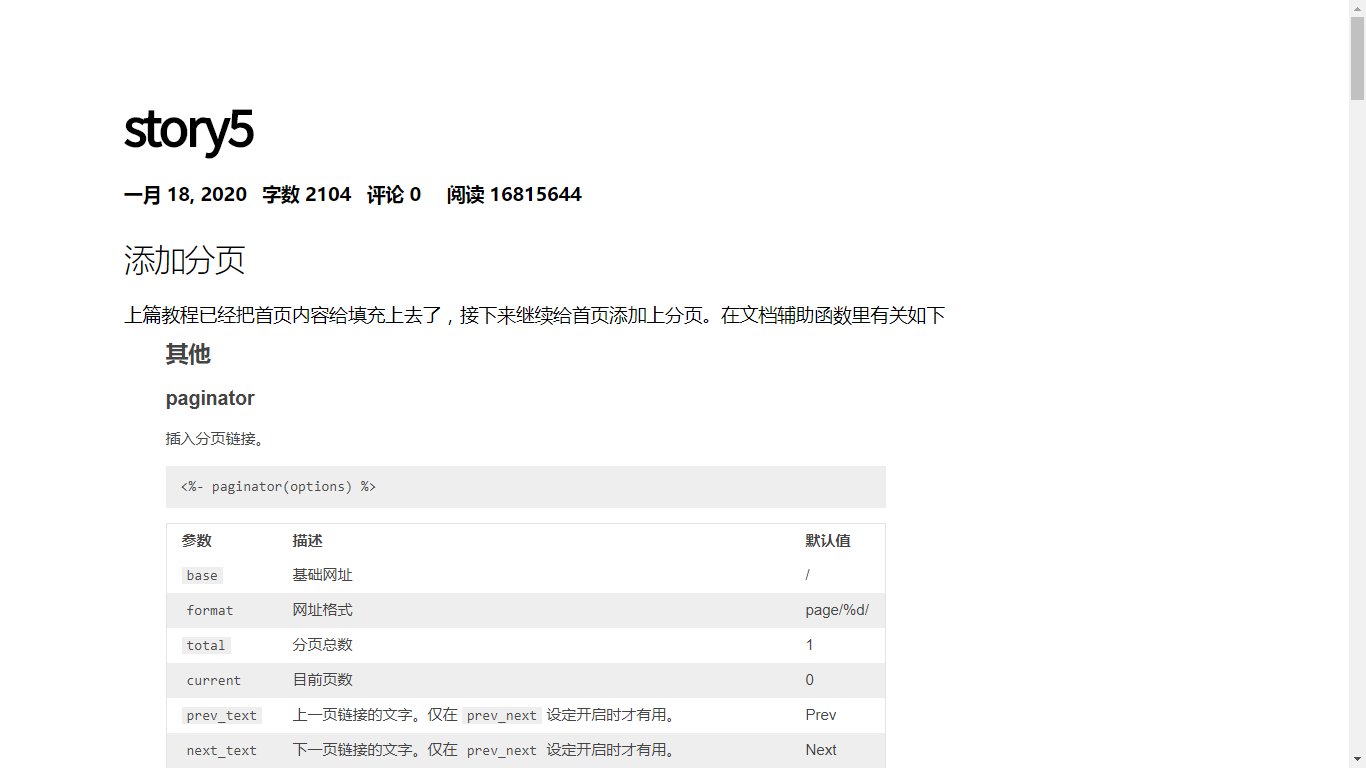 story5
一月 18, 2020 字数 2104 评论 0 阅读 16815644
添加分页
上篇教程已经把首页内容给填充上去了，接下来继续给首页添加上分页。在文档辅助函数里有关如下
其他
paginator
插入分页链接。
<%- paginator(options) %>
参数 描述 默认值
base 基础网址 /
format 网址格式 page/%d/
total 分页总数 1
current 目前页数 0
prev_text 上一页链接的文字。仅在 prev_next 设定开启时才有用。 Prev
next_text 下一页链接的文字。仅在 prev_next 设定开启时才有用。 Next